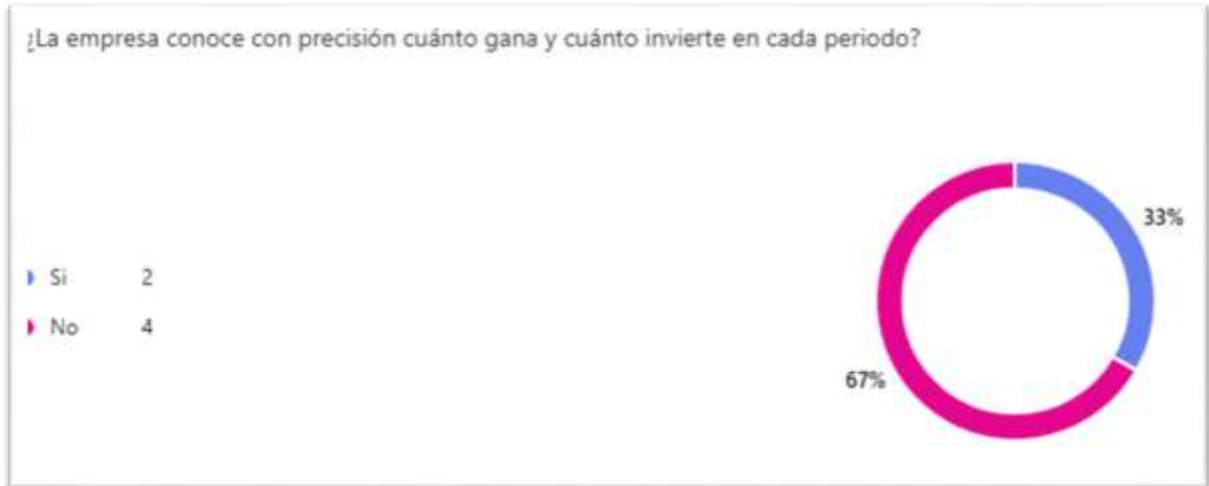 ¿La empresa conoce con precisión cuánto gana y cuánto invierte en cada periodo?
33%
Si 2
No 4
67%